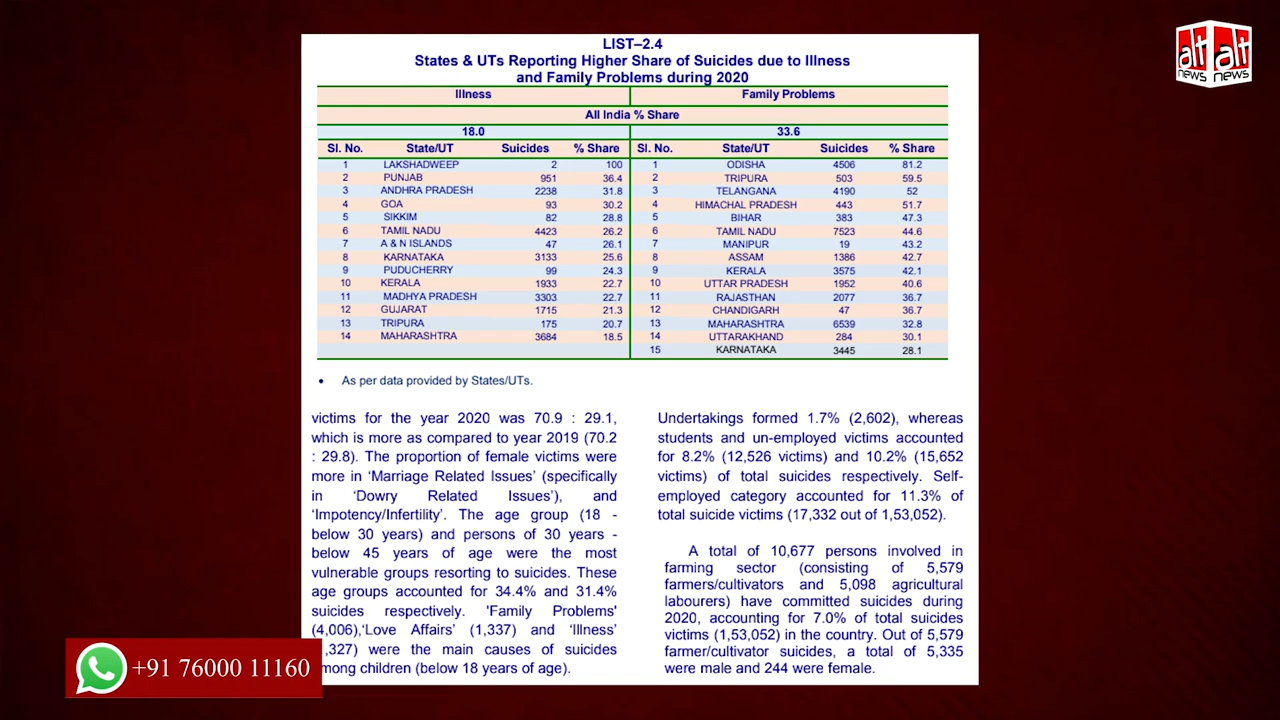 LIST–2.4
States & UTs Reporting Higher Share of Suicides due to Illness
and Family Problems during 2020
Illness Family Problems
All India % Share
18.0 33.6
Sl. No. State/UT Suicides % Share Sl. No. State/UT Suicides % Share
1 LAKSHADWEEP 2 100 1 ODISHA 4506 81.2
2 PUNJAB 951 36.4 2 TRIPURA 503 59.5
3 ANDHRA PRADESH 2238 31.8 3 TELANGANA 4190 52
4 GOA 93 30.2 4 HIMACHAL PRADESH 443 51.7
5 SIKKIM 82 28.8 5 BIHAR 383 47.3
6 TAMIL NADU 4423 26.2 6 TAMIL NADU 7523 44.6
7 A & N ISLANDS 47 26.1 7 MANIPUR 19 43.2
8 KARNATAKA 3133 25.6 8 ASSAM 1386 42.7
9 PUDUCHERRY 99 24.3 9 KERALA 3575 42.1
10 KERALA 1933 22.7 10 UTTAR PRADESH 1952 40.6
11 MADHYA PRADESH 3303 22.7 11 RAJASTHAN 2077 36.7
12 GUJARAT 1715 21.3 12 CHANDIGARH 47 36.7
13 TRIPURA 175 20.7 13 MAHARASHTRA 6539 32.8
14 MAHARASHTRA 3684 18.5 14 UTTARAKHAND 284 30.1
15 KARNATAKA 3445 28.1
• As per data provided by States/UTs.
victims for the year 2020 was 70.9 : 29.1,
which is more as compared to year 2019 (70.2
: 29.8). The proportion of female victims were
more in ‘Marriage Related Issues’ (specifically
in ‘Dowry Related Issues’), and
‘Impotency/Infertility’. The age group (18 -
below 30 years) and persons of 30 years -
below 45 years of age were the most
vulnerable groups resorting to suicides. These
age groups accounted for 34.4% and 31.4%
suicides respectively. 'Family Problems'
(4,006),‘Love Affairs’ (1,337) and ‘Illness’
,327) were the main causes of suicides
mong children (below 18 years of age).
Undertakings formed 1.7% (2,602), whereas
students and un-employed victims accounted
for 8.2% (12,526 victims) and 10.2% (15,652
victims) of total suicides respectively. Self-
employed category accounted for 11.3% of
total suicide victims (17,332 out of 1,53,052).
A total of 10,677 persons involved in
farming sector (consisting of 5,579
farmers/cultivators and 5,098 agricultural
labourers) have committed suicides during
2020, accounting for 7.0% of total suicides
victims (1,53,052) in the country. Out of 5,579
farmer/cultivator suicides, a total of 5,335
were male and 244 were female.
+91 76000 11160
alt alt
news news